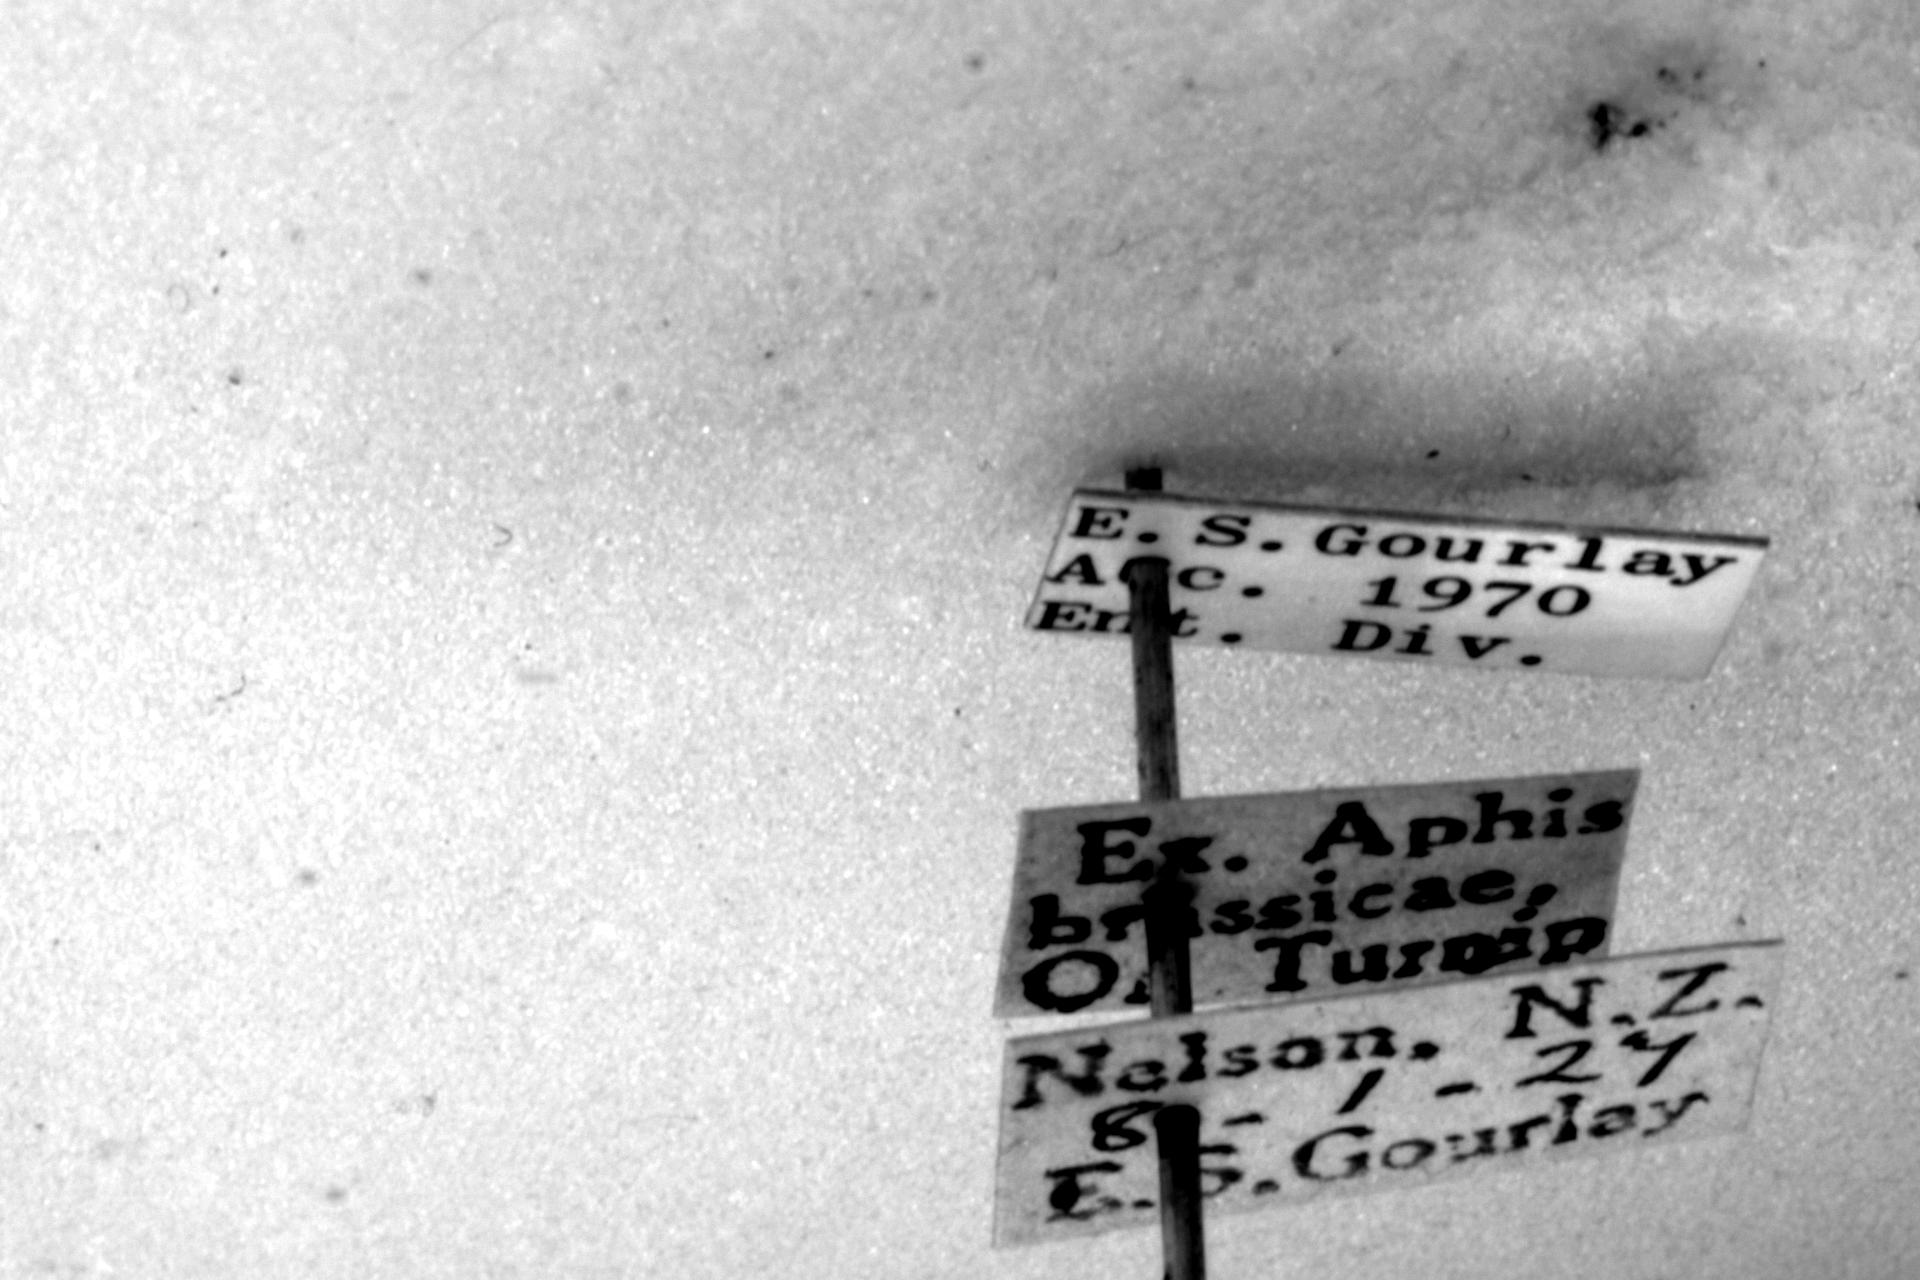 E. S. Gourlay
Acc. 1970
Ent. Div.
Ex. Aphis
brassicae,
On Turnip
Nelson, N.Z.
8 - 1 - 27
E.S.Gourlay